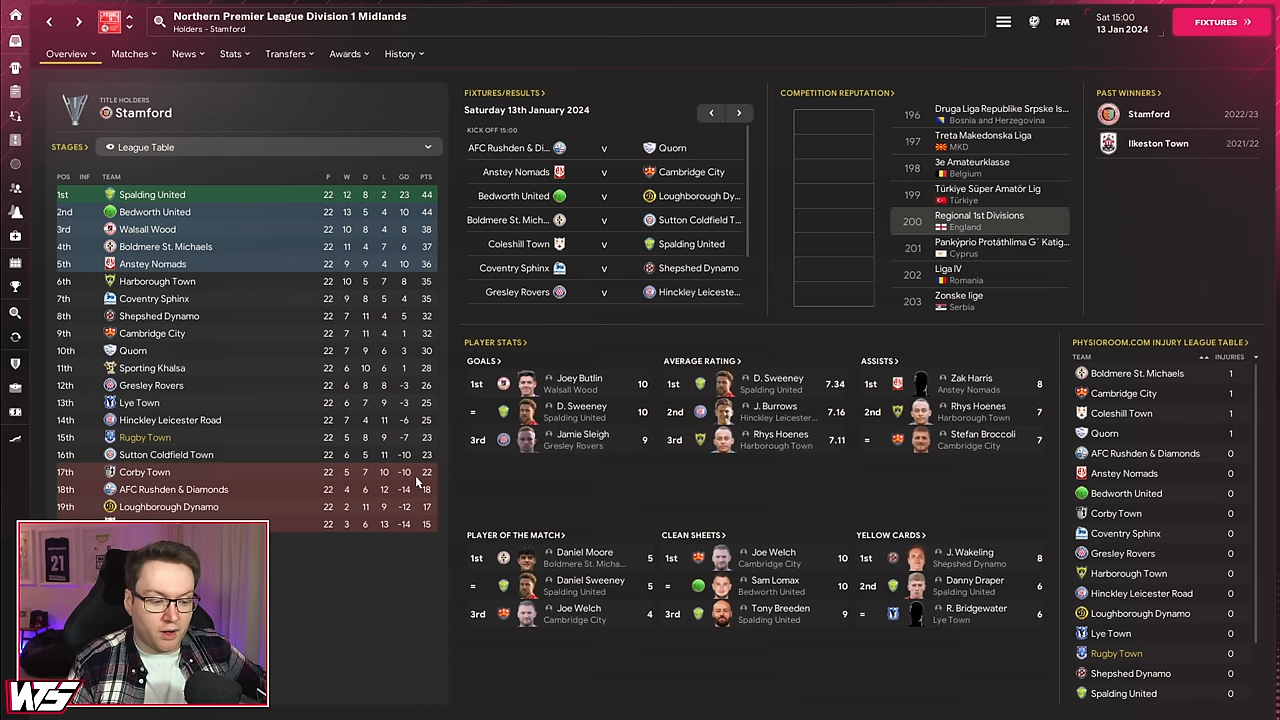 Northern Premier League Division 1 Midlands
Holders - Stamford
FM
Sat 15:00
13 Jan 2024
FIXTURES
Overview
Matches
News
Stats
Transfers
Awards
History
TITLE HOLDERS
Stamford
STAGES
League Table
POS INF TEAM P W D L GD PTS
1st Spalding United 22 12 8 2 23 44
2nd Bedworth United 22 13 5 4 10 44
3rd Walsall Wood 22 10 8 4 8 38
4th Boldmere St. Michaels 22 11 4 7 6 37
5th Anstey Nomads 22 9 9 4 10 36
6th Harborough Town 22 10 5 7 8 35
7th Coventry Sphinx 22 9 8 5 4 35
8th Shepshed Dynamo 22 7 11 4 5 32
9th Cambridge City 22 7 11 4 1 32
10th Quorn 22 7 9 6 3 30
11th Sporting Khalsa 22 6 10 6 1 28
12th Gresley Rovers 22 6 8 8 -3 26
13th Lye Town 22 6 7 9 -3 25
14th Hinckley Leicester Road 22 7 4 11 -6 25
15th Rugby Town 22 5 8 9 -7 23
16th Sutton Coldfield Town 22 6 5 11 -10 23
17th Corby Town 22 5 7 10 -10 22
18th AFC Rushden & Diamonds 22 4 6 12 -14 18
19th Loughborough Dynamo 22 2 11 9 -12 17
22 3 6 13 -14 15
FIXTURES/RESULTS
Saturday 13th January 2024
KICK OFF 15:00
AFC Rushden & Di... v Quorn
Anstey Nomads v Cambridge City
Bedworth United v Loughborough Dy...
Boldmere St. Mich... v Sutton Coldfield T...
Coleshill Town v Spalding United
Coventry Sphinx v Shepshed Dynamo
Gresley Rovers v Hinckley Leiceste...
COMPETITION REPUTATION
196 Druga Liga Republike Srpske Is...
Bosnia and Herzegovina
197 Treta Makedonska Liga
MKD
198 3e Amateurklasse
Belgium
199 Türkiye Süper Amatör Lig
Türkiye
200 Regional 1st Divisions
England
201 Pankýprio Protáthlima G΄ Katig...
Cyprus
202 Liga IV
Romania
203 Zonske lige
Serbia
PAST WINNERS
Stamford 2022/23
Ilkeston Town 2021/22
PLAYER STATS
GOALS
1st Joey Butlin 10
Walsall Wood
= D. Sweeney 10
Spalding United
3rd Jamie Sleigh 9
Gresley Rovers
AVERAGE RATING
1st D. Sweeney 7.34
Spalding United
2nd J. Burrows 7.16
Hinckley Leicester...
3rd Rhys Hoenes 7.11
Harborough Town
ASSISTS
1st Zak Harris 8
Anstey Nomads
2nd Rhys Hoenes 7
Harborough Town
= Stefan Broccoli 7
Cambridge City
PLAYER OF THE MATCH
1st Daniel Moore 5
Boldmere St. Micha...
= Daniel Sweeney 5
Spalding United
3rd Joe Welch 4
Cambridge City
CLEAN SHEETS
1st Joe Welch 10
Cambridge City
= Sam Lomax 10
Bedworth United
3rd Tony Breeden 9
Spalding United
YELLOW CARDS
1st J. Wakeling 8
Shepshed Dynamo
2nd Danny Draper 6
Spalding United
= R. Bridgewater 6
Lye Town
PHYSIOROOM.COM INJURY LEAGUE TABLE
TEAM INJURIES
Boldmere St. Michaels 1
Cambridge City 1
Coleshill Town 1
Quorn 1
AFC Rushden & Diamonds 0
Anstey Nomads 0
Bedworth United 0
Corby Town 0
Coventry Sphinx 0
Gresley Rovers 0
Harborough Town 0
Hinckley Leicester Road 0
Loughborough Dynamo 0
Lye Town 0
Rugby Town 0
Shepshed Dynamo 0
Spalding United 0
21
WTS